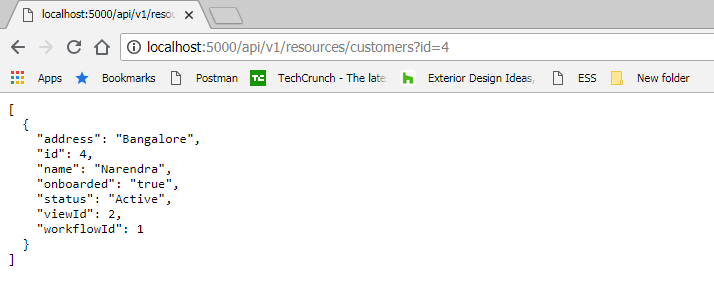 localhost:5000/api/v1/reso
localhost:5000/api/v1/resources/customers?id=4
Apps Bookmarks Postman TC TechCrunch - The late Exterior Design Ideas, ESS New folder
[
  {
    "address": "Bangalore",
    "id": 4,
    "name": "Narendra",
    "onboarded": "true",
    "status": "Active",
    "viewId": 2,
    "workflowId": 1
  }
]